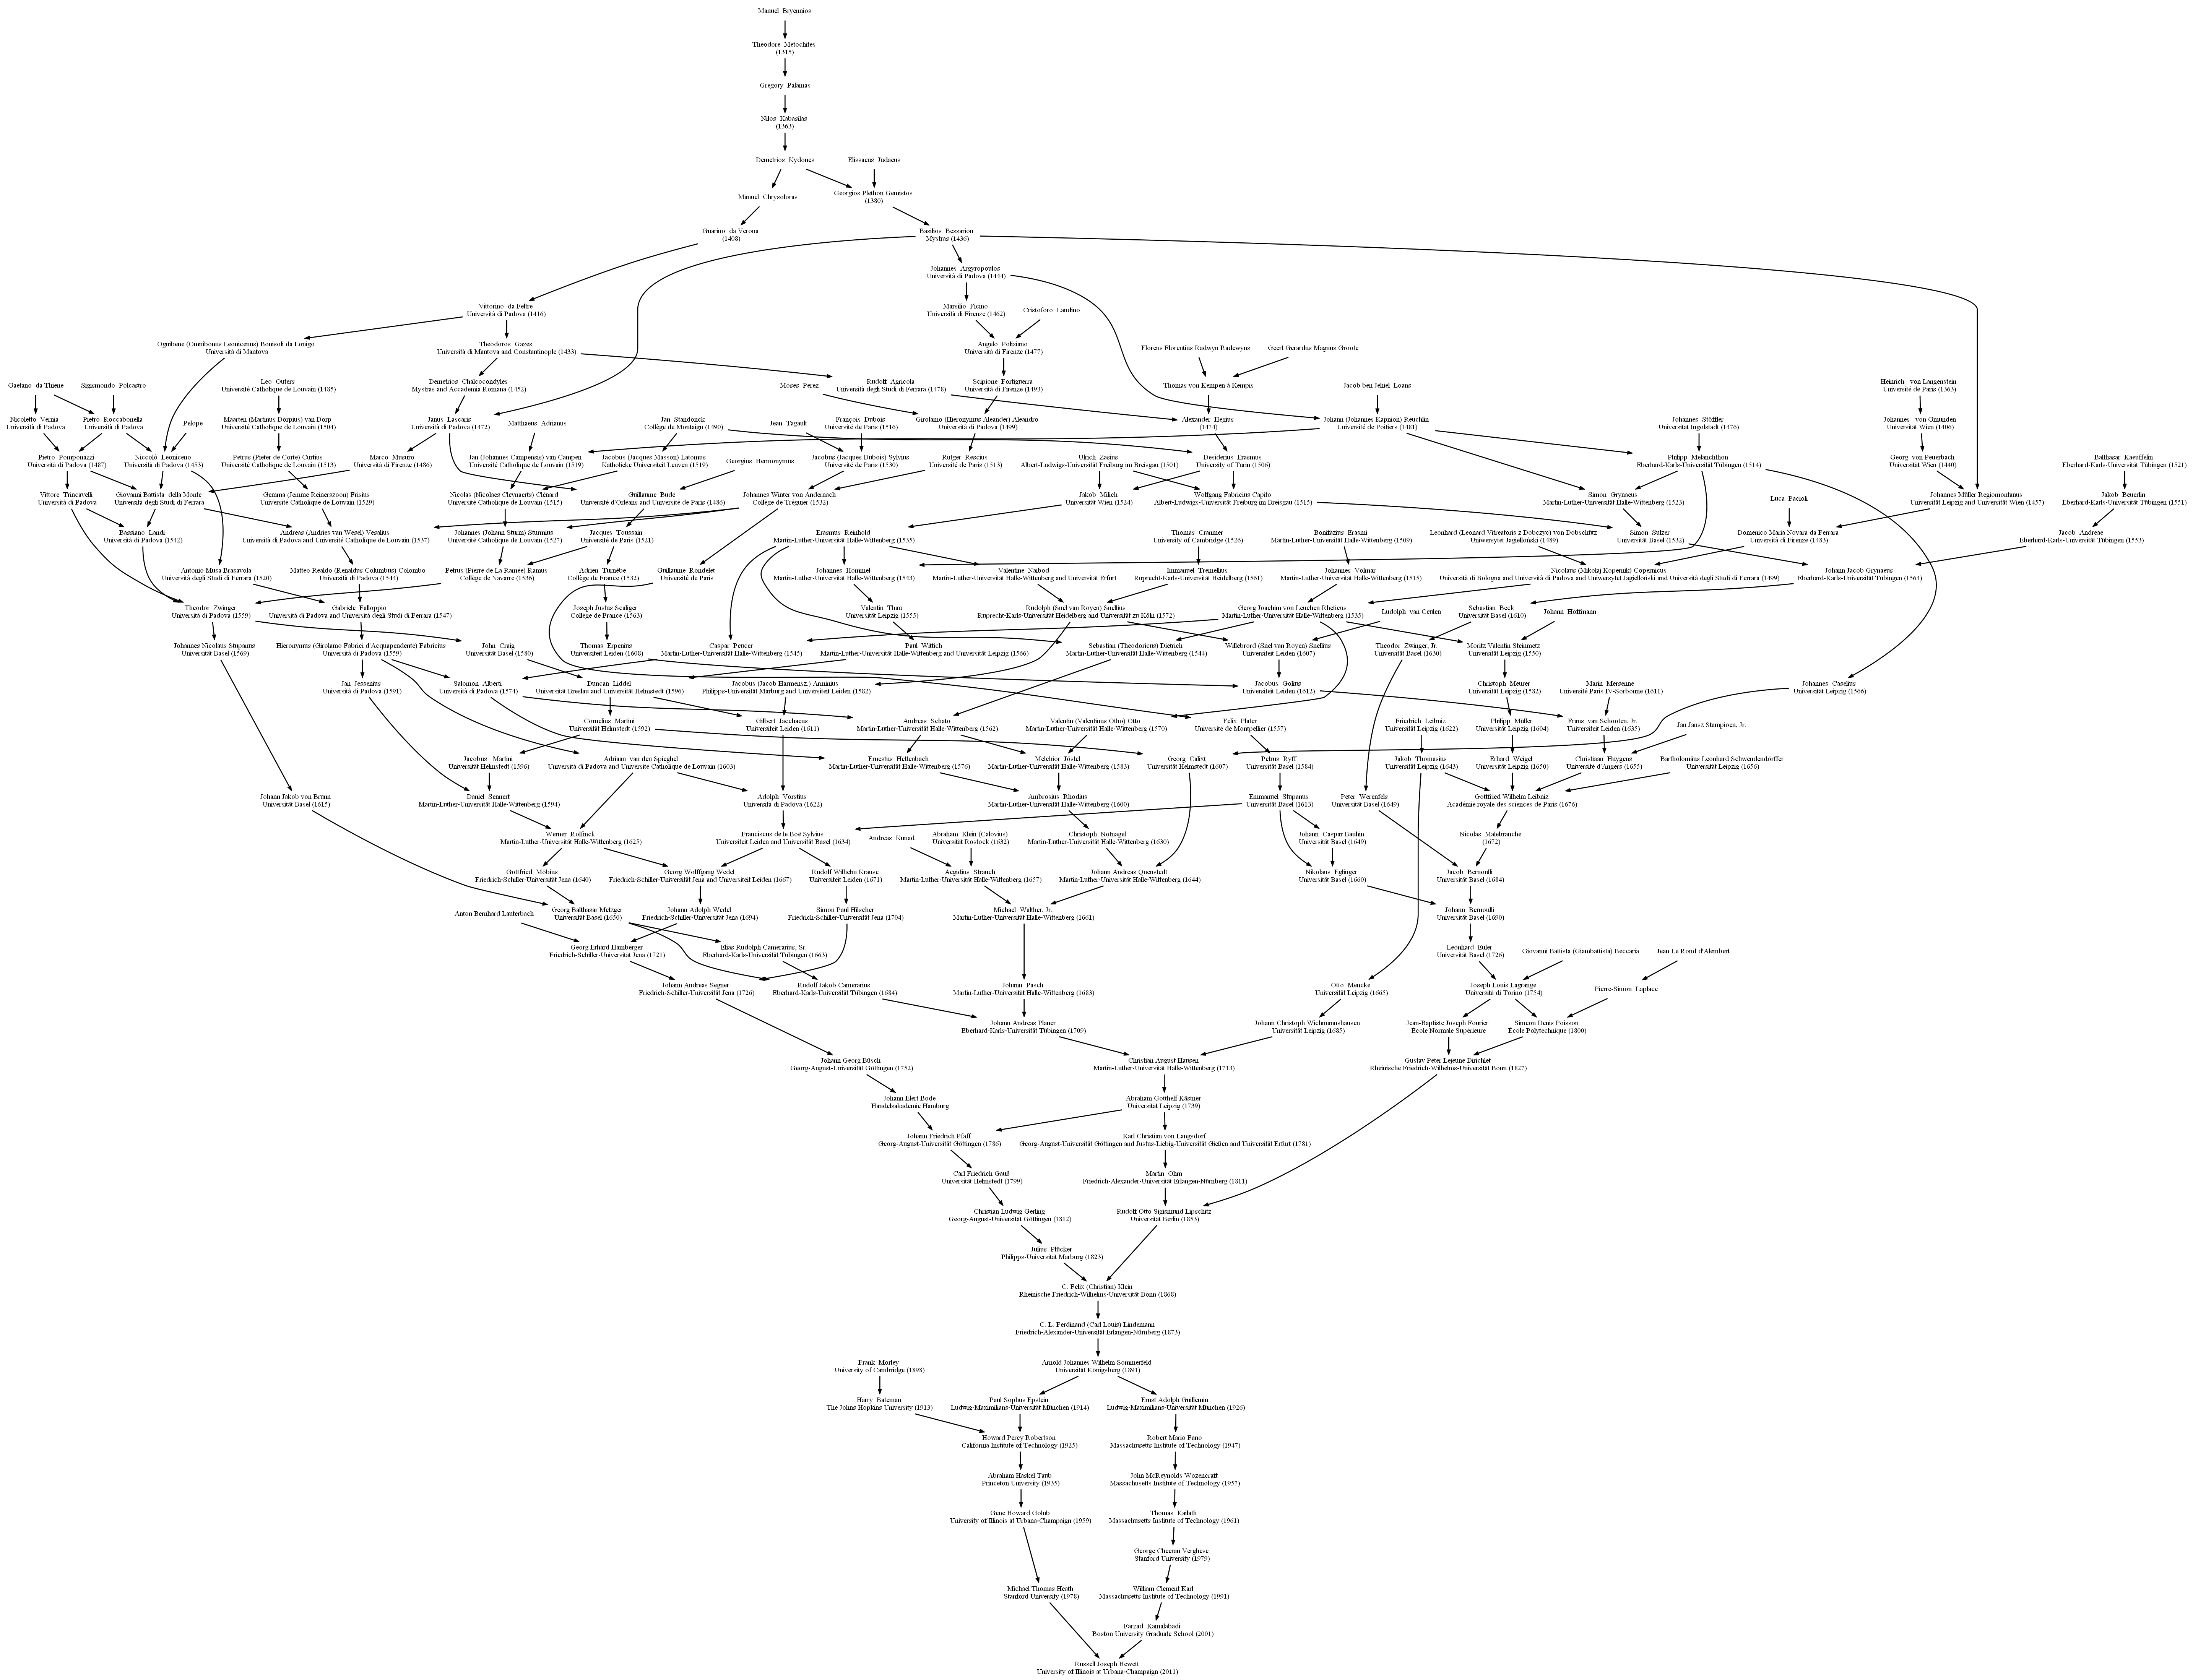 Manuel Bryennios
Theodore Metochites
(1315)
Gregory Palamas
Nilos Kabasilas
(1363)
Demetrios Kydones
Elissaeus Judaeus
Manuel Chrysoloras
Georgios Plethon Gemistos
(1380)
Guarino da Verona
(1408)
Basilios Bessarion
Mystras (1436)
Johannes Argyropoulos
Università di Padova (1444)
Vittorino da Feltre
Università di Padova (1416)
Marsilio Ficino
Università di Firenze (1462)
Cristoforo Landino
Ognibene (Omnibonus Leonicenus) Bonisoli da Lonigo
Università di Mantova
Theodoros Gazes
Università di Mantova and Constantinople (1433)
Angelo Poliziano
Università di Firenze (1477)
Florens Florentius Radwyn Radewyns
Geert Gerardus Magnus Groote
Gaetano da Thiene
Sigismondo Polcastro
Leo Outers
Université Catholique de Louvain (1485)
Demetrios Chalcocondyles
Mystras and Accademia Romana (1452)
Moses Perez
Rudolf Agricola
Università degli Studi di Ferrara (1478)
Scipione Fortiguerra
Università di Firenze (1493)
Thomas von Kempen à Kempis
Jacob ben Jehiel Loans
Heinrich von Langenstein
Université de Paris (1363)
Nicoletto Vernia
Università di Padova
Pietro Roccabonella
Università di Padova
Pelope
Maarten (Martinus Dorpius) van Dorp
Université Catholique de Louvain (1504)
Janus Lascaris
Università di Padova (1472)
Matthaeus Adrianus
Jan Standonck
Collège de Montaigu (1490)
Jean Tagault
François Dubois
Université de Paris (1516)
Girolamo (Hieronymus Aleander) Aleandro
Università di Padova (1499)
Alexander Hegius
(1474)
Johann (Johannes Kapnion) Reuchlin
Université de Poitiers (1481)
Johannes Stöffler
Universität Ingolstadt (1476)
Johannes von Gmunden
Universität Wien (1406)
Pietro Pomponazzi
Università di Padova (1487)
Niccolò Leoniceno
Università di Padova (1453)
Petrus (Pieter de Corte) Curtius
Université Catholique de Louvain (1513)
Marco Musuro
Università di Firenze (1486)
Jan (Johannes Campensis) van Campen
Université Catholique de Louvain (1519)
Jacobus (Jacques Masson) Latomus
Katholieke Universiteit Leuven (1519)
Georgius Hermonymus
Jacobus (Jacques Dubois) Sylvius
Université de Paris (1530)
Rutger Rescius
Université de Paris (1513)
Ulrich Zasius
Albert-Ludwigs-Universität Freiburg im Breisgau (1501)
Desiderius Erasmus
University of Turin (1506)
Philipp Melanchthon
Eberhard-Karls-Universität Tübingen (1514)
Georg von Peuerbach
Universität Wien (1440)
Balthasar Kaeuffelin
Eberhard-Karls-Universität Tübingen (1521)
Vittore Trincavelli
Università di Padova
Giovanni Battista della Monte
Università degli Studi di Ferrara
Gemma (Jemme Reinerszoon) Frisius
Université Catholique de Louvain (1529)
Nicolas (Nicolaes Cleynaerts) Clénard
Université Catholique de Louvain (1515)
Guillaume Budé
Université d'Orléans and Université de Paris (1486)
Johannes Winter von Andernach
Collège de Tréguier (1532)
Jakob Milich
Universität Wien (1524)
Wolfgang Fabricius Capito
Albert-Ludwigs-Universität Freiburg im Breisgau (1515)
Simon Grynaeus
Martin-Luther-Universität Halle-Wittenberg (1523)
Luca Pacioli
Johannes Müller Regiomontanus
Universität Leipzig and Universität Wien (1457)
Jakob Beuerlin
Eberhard-Karls-Universität Tübingen (1551)
Bassiano Landi
Università di Padova (1542)
Andreas (Andries van Wesel) Vesalius
Università di Padova and Université Catholique de Louvain (1537)
Johannes (Johann Sturm) Sturmius
Université Catholique de Louvain (1527)
Jacques Toussain
Université de Paris (1521)
Erasmus Reinhold
Martin-Luther-Universität Halle-Wittenberg (1535)
Thomas Cranmer
University of Cambridge (1526)
Bonifazius Erasmi
Martin-Luther-Universität Halle-Wittenberg (1509)
Leonhard (Leonard Vitreatoris z Dobczyc) von Dobschütz
Uniwersytet Jagielloński (1489)
Simon Sulzer
Universität Basel (1532)
Domenico Maria Novara da Ferrara
Università di Firenze (1483)
Jacob Andreae
Eberhard-Karls-Universität Tübingen (1553)
Antonio Musa Brasavola
Università degli Studi di Ferrara (1520)
Matteo Realdo (Renaldus Columbus) Colombo
Università di Padova (1544)
Petrus (Pierre de La Ramée) Ramus
Collège de Navarre (1536)
Adrien Turnèbe
Collège de France (1532)
Guillaume Rondelet
Université de Paris
Johannes Hommel
Martin-Luther-Universität Halle-Wittenberg (1543)
Valentine Naibod
Martin-Luther-Universität Halle-Wittenberg and Universität Erfurt
Immanuel Tremellius
Ruprecht-Karls-Universität Heidelberg (1561)
Johannes Volmar
Martin-Luther-Universität Halle-Wittenberg (1515)
Nicolaus (Mikołaj Kopernik) Copernicus
Università di Bologna and Università di Padova and Uniwersytet Jagielloński and Università degli Studi di Ferrara (1499)
Johann Jacob Grynaeus
Eberhard-Karls-Universität Tübingen (1564)
Theodor Zwinger
Università di Padova (1559)
Gabriele Falloppio
Università di Padova and Università degli Studi di Ferrara (1547)
Joseph Justus Scaliger
Collège de France (1563)
Valentin Thau
Universität Leipzig (1555)
Rudolph (Snel van Royen) Snellius
Ruprecht-Karls-Universität Heidelberg and Universität zu Köln (1572)
Georg Joachim von Leuchen Rheticus
Martin-Luther-Universität Halle-Wittenberg (1535)
Ludolph van Ceulen
Sebastian Beck
Universität Basel (1610)
Johann Hoffmann
Johannes Nicolaus Stupanus
Universität Basel (1569)
Hieronymus (Girolamo Fabrici d'Acquapendente) Fabricius
Università di Padova (1559)
John Craig
Universität Basel (1580)
Thomas Erpenius
Universiteit Leiden (1608)
Caspar Peucer
Martin-Luther-Universität Halle-Wittenberg (1545)
Paul Wittich
Martin-Luther-Universität Halle-Wittenberg and Universität Leipzig (1566)
Sebastian (Theodoricus) Dietrich
Martin-Luther-Universität Halle-Wittenberg (1544)
Willebrord (Snel van Royen) Snellius
Universiteit Leiden (1607)
Theodor Zwinger, Jr.
Universität Basel (1630)
Moritz Valentin Steinmetz
Universität Leipzig (1550)
Jan Jessenius
Università di Padova (1591)
Salomon Alberti
Università di Padova (1574)
Duncan Liddel
Universität Breslau and Universität Helmstedt (1596)
Jacobus (Jacob Harmensz.) Arminius
Philipps-Universität Marburg and Universiteit Leiden (1582)
Jacobus Golius
Universiteit Leiden (1612)
Christoph Meurer
Universität Leipzig (1582)
Marin Mersenne
Université Paris IV-Sorbonne (1611)
Johannes Caselius
Universität Leipzig (1566)
Cornelius Martini
Universität Helmstedt (1592)
Gilbert Jacchaeus
Universiteit Leiden (1611)
Andreas Schato
Martin-Luther-Universität Halle-Wittenberg (1562)
Valentin (Valentinus Otho) Otto
Martin-Luther-Universität Halle-Wittenberg (1570)
Felix Plater
Université de Montpellier (1557)
Friedrich Leibniz
Universität Leipzig (1622)
Philipp Müller
Universität Leipzig (1604)
Frans van Schooten, Jr.
Universiteit Leiden (1635)
Jan Jansz Stampioen, Jr.
Jacobus Martini
Universität Helmstedt (1596)
Adriaan van den Spieghel
Università di Padova and Université Catholique de Louvain (1603)
Ernestus Hettenbach
Martin-Luther-Universität Halle-Wittenberg (1576)
Melchior Jöstel
Martin-Luther-Universität Halle-Wittenberg (1583)
Georg Calixt
Universität Helmstedt (1607)
Petrus Ryff
Universität Basel (1584)
Jakob Thomasius
Universität Leipzig (1643)
Erhard Weigel
Universität Leipzig (1650)
Christiaan Huygens
Université d'Angers (1655)
Bartholomäus Leonhard Schwendendörffer
Universität Leipzig (1656)
Johann Jakob von Brunn
Universität Basel (1615)
Daniel Sennert
Martin-Luther-Universität Halle-Wittenberg (1594)
Adolph Vorstius
Università di Padova (1622)
Ambrosius Rhodius
Martin-Luther-Universität Halle-Wittenberg (1600)
Emmanuel Stupanus
Universität Basel (1613)
Peter Werenfels
Universität Basel (1649)
Gottfried Wilhelm Leibniz
Académie royale des sciences de Paris (1676)
Werner Rolfinck
Martin-Luther-Universität Halle-Wittenberg (1625)
Franciscus de le Boë Sylvius
Universiteit Leiden and Universität Basel (1634)
Andreas Kunad
Abraham Klein (Calovius)
Universität Rostock (1632)
Christoph Notnagel
Martin-Luther-Universität Halle-Wittenberg (1630)
Johann Caspar Bauhin
Universität Basel (1649)
Nicolas Malebranche
(1672)
Gottfried Möbius
Friedrich-Schiller-Universität Jena (1640)
Georg Wolffgang Wedel
Friedrich-Schiller-Universität Jena and Universiteit Leiden (1667)
Rudolf Wilhelm Krause
Universiteit Leiden (1671)
Aegidius Strauch
Martin-Luther-Universität Halle-Wittenberg (1657)
Johann Andreas Quenstedt
Martin-Luther-Universität Halle-Wittenberg (1644)
Nikolaus Eglinger
Universität Basel (1660)
Jacob Bernoulli
Universität Basel (1684)
Anton Bernhard Lauterbach
Georg Balthasar Metzger
Universität Basel (1650)
Johann Adolph Wedel
Friedrich-Schiller-Universität Jena (1694)
Simon Paul Hilscher
Friedrich-Schiller-Universität Jena (1704)
Michael Walther, Jr.
Martin-Luther-Universität Halle-Wittenberg (1661)
Johann Bernoulli
Universität Basel (1690)
Georg Erhard Hamberger
Friedrich-Schiller-Universität Jena (1721)
Elias Rudolph Camerarius, Sr.
Eberhard-Karls-Universität Tübingen (1663)
Leonhard Euler
Universität Basel (1726)
Giovanni Battista (Giambattista) Beccaria
Jean Le Rond d'Alembert
Johann Andreas Segner
Friedrich-Schiller-Universität Jena (1726)
Rudolf Jakob Camerarius
Eberhard-Karls-Universität Tübingen (1684)
Johann Pasch
Martin-Luther-Universität Halle-Wittenberg (1683)
Otto Mencke
Universität Leipzig (1665)
Joseph Louis Lagrange
Università di Torino (1754)
Pierre-Simon Laplace
Johann Andreas Planer
Eberhard-Karls-Universität Tübingen (1709)
Johann Christoph Wichmannshausen
Universität Leipzig (1685)
Jean-Baptiste Joseph Fourier
École Normale Supérieure
Simeon Denis Poisson
École Polytechnique (1800)
Johann Georg Büsch
Georg-August-Universität Göttingen (1752)
Christian August Hausen
Martin-Luther-Universität Halle-Wittenberg (1713)
Gustav Peter Lejeune Dirichlet
Rheinische Friedrich-Wilhelms-Universität Bonn (1827)
Johann Elert Bode
Handelsakademie Hamburg
Abraham Gotthelf Kästner
Universität Leipzig (1739)
Johann Friedrich Pfaff
Georg-August-Universität Göttingen (1786)
Karl Christian von Langsdorf
Georg-August-Universität Göttingen and Justus-Liebig-Universität Gießen and Universität Erfurt (1781)
Carl Friedrich Gauß
Universität Helmstedt (1799)
Martin Ohm
Friedrich-Alexander-Universität Erlangen-Nürnberg (1811)
Christian Ludwig Gerling
Georg-August-Universität Göttingen (1812)
Rudolf Otto Sigismund Lipschitz
Universität Berlin (1853)
Julius Plücker
Philipps-Universität Marburg (1823)
C. Felix (Christian) Klein
Rheinische Friedrich-Wilhelms-Universität Bonn (1868)
C. L. Ferdinand (Carl Louis) Lindemann
Friedrich-Alexander-Universität Erlangen-Nürnberg (1873)
Frank Morley
University of Cambridge (1898)
Arnold Johannes Wilhelm Sommerfeld
Universität Königsberg (1891)
Harry Bateman
The Johns Hopkins University (1913)
Paul Sophus Epstein
Ludwig-Maximilians-Universität München (1914)
Ernst Adolph Guillemin
Ludwig-Maximilians-Universität München (1926)
Howard Percy Robertson
California Institute of Technology (1925)
Robert Mario Fano
Massachusetts Institute of Technology (1947)
Abraham Haskel Taub
Princeton University (1935)
John McReynolds Wozencraft
Massachusetts Institute of Technology (1957)
Gene Howard Golub
University of Illinois at Urbana-Champaign (1959)
Thomas Kailath
Massachusetts Institute of Technology (1961)
George Cheeran Verghese
Stanford University (1979)
Michael Thomas Heath
Stanford University (1978)
William Clement Karl
Massachusetts Institute of Technology (1991)
Farzad Kamalabadi
Boston University Graduate School (2001)
Russell Joseph Hewett
University of Illinois at Urbana-Champaign (2011)